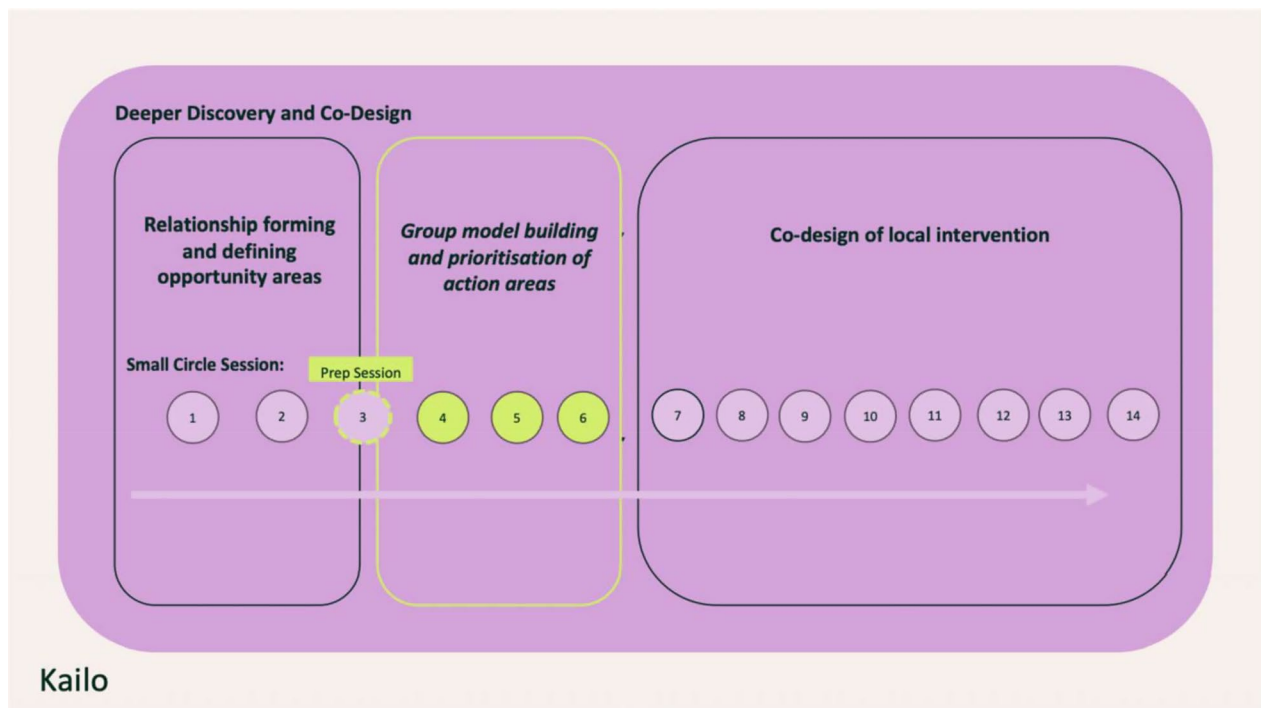 Deeper Discovery and Co-Design
Relationship forming
and defining
opportunity areas
Group model building
and prioritisation of
action areas
Co-design of local intervention
Small Circle Session:
Prep Session
1 2 3 4 5 6 7 8 9 10 11 12 13 14
Kailo